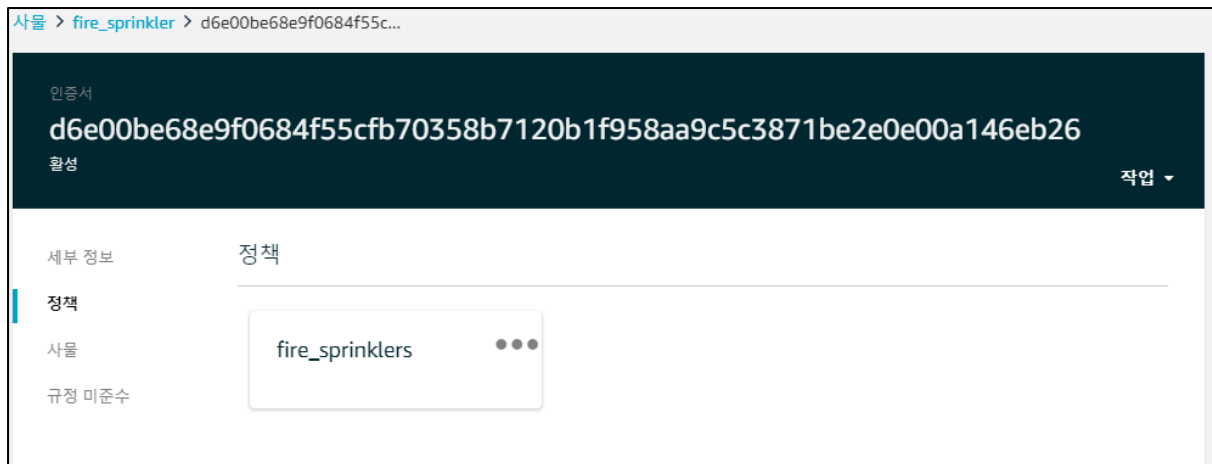 사물 > fire_sprinkler > d6e00be68e9f0684f55c...
인증서
d6e00be68e9f0684f55cfb70358b7120b1f958aa9c5c3871be2e0e00a146eb26
활성
작업
세부 정보
정책
정책
사물
fire_sprinklers
규정 미준수